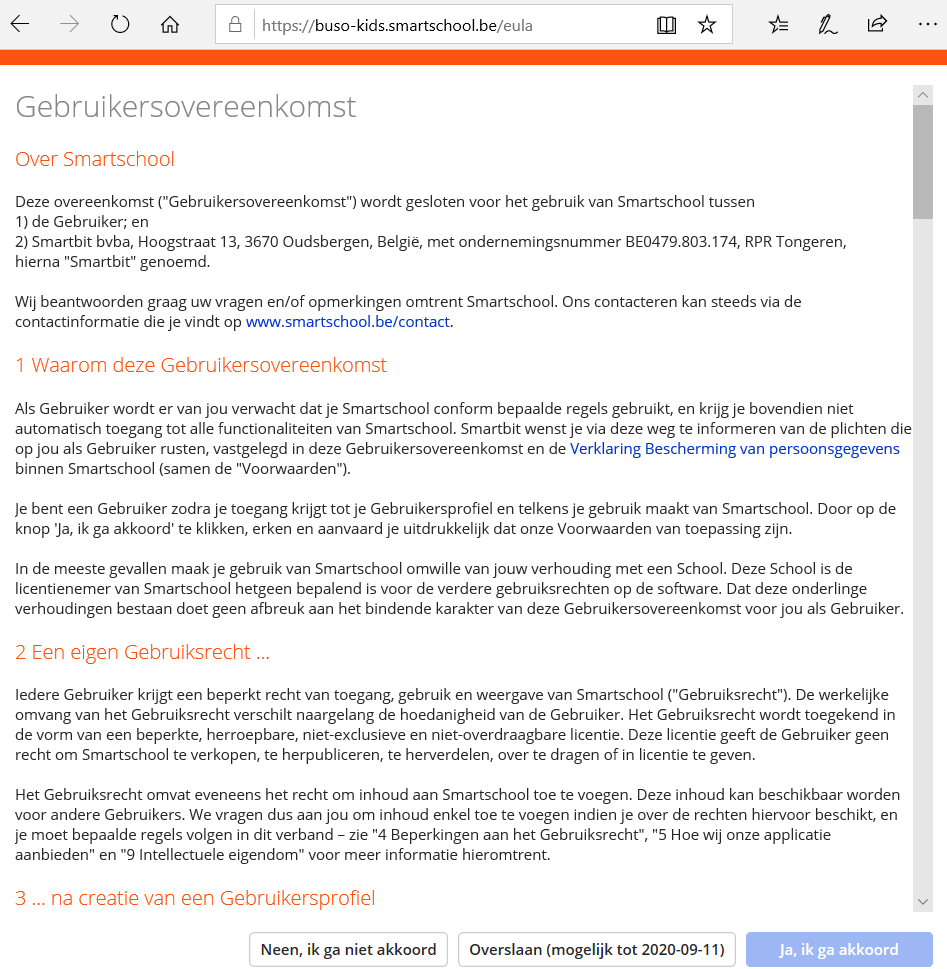 https://buso-kids.smartschool.be/eula
Gebruikersovereenkomst
Over Smartschool
Deze overeenkomst ("Gebruikersovereenkomst") wordt gesloten voor het gebruik van Smartschool tussen
1) de Gebruiker; en
2) Smartbit bvba, Hoogstraat 13, 3670 Oudsbergen, België, met ondernemingsnummer BE0479.803.174, RPR Tongeren,
hierna "Smartbit" genoemd.
Wij beantwoorden graag uw vragen en/of opmerkingen omtrent Smartschool. Ons contacteren kan steeds via de
contactinformatie die je vindt op www.smartschool.be/contact.
1 Waarom deze Gebruikersovereenkomst
Als Gebruiker wordt er van jou verwacht dat je Smartschool conform bepaalde regels gebruikt, en krijg je bovendien niet
automatisch toegang tot alle functionaliteiten van Smartschool. Smartbit wenst je via deze weg te informeren van de plichten die
op jou als Gebruiker rusten, vastgelegd in deze Gebruikersovereenkomst en de Verklaring Bescherming van persoonsgegevens
binnen Smartschool (samen de "Voorwaarden").
Je bent een Gebruiker zodra je toegang krijgt tot je Gebruikersprofiel en telkens je gebruik maakt van Smartschool. Door op de
knop 'Ja, ik ga akkoord' te klikken, erken en aanvaard je uitdrukkelijk dat onze Voorwaarden van toepassing zijn.
In de meeste gevallen maak je gebruik van Smartschool omwille van jouw verhouding met een School. Deze School is de
licentienemer van Smartschool hetgeen bepalend is voor de verdere gebruiksrechten op de software. Dat deze onderlinge
verhoudingen bestaan doet geen afbreuk aan het bindende karakter van deze Gebruikersovereenkomst voor jou als Gebruiker.
2 Een eigen Gebruiksrecht ...
Iedere Gebruiker krijgt een beperkt recht van toegang, gebruik en weergave van Smartschool ("Gebruiksrecht"). De werkelijke
omvang van het Gebruiksrecht verschilt naargelang de hoedanigheid van de Gebruiker. Het Gebruiksrecht wordt toegekend in
de vorm van een beperkte, herroepbare, niet-exclusieve en niet-overdraagbare licentie. Deze licentie geeft de Gebruiker geen
recht om Smartschool te verkopen, te herpubliceren, te herverdelen, over te dragen of in licentie te geven.
Het Gebruiksrecht omvat eveneens het recht om inhoud aan Smartschool toe te voegen. Deze inhoud kan beschikbaar worden
voor andere Gebruikers. We vragen dus aan jou om inhoud enkel toe te voegen indien je over de rechten hiervoor beschikt, en
je moet bepaalde regels volgen in dit verband – zie "4 Beperkingen aan het Gebruiksrecht", "5 Hoe wij onze applicatie
aanbieden" en "9 Intellectuele eigendom" voor meer informatie hieromtrent.
3 ... na creatie van een Gebruikersprofiel
Neen, ik ga niet akkoord
Overslaan (mogelijk tot 2020-09-11)
Ja, ik ga akkoord